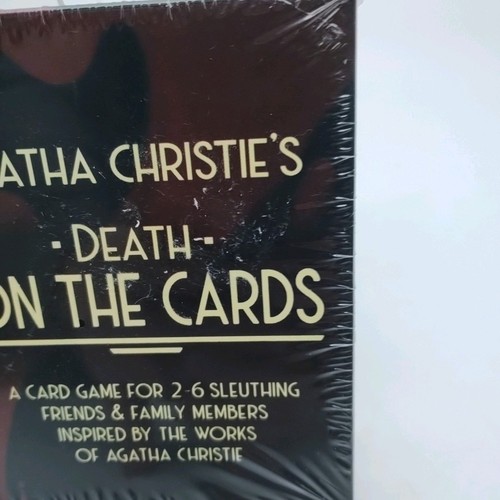 ATHA CHRISTIE'S
DEATH
ON THE CARDS
A CARD GAME FOR 2-6 SLEUTHING
FRIENDS & FAMILY MEMBERS
INSPIRED BY THE WORKS
OF AGATHA CHRISTIE